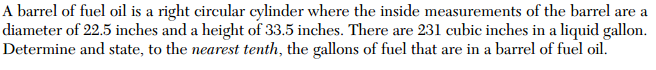 A barrel of fuel oil is a right circular cylinder where the inside measurements of the barrel are a
diameter of 22.5 inches and a height of 33.5 inches. There are 231 cubic inches in a liquid gallon.
Determine and state, to the nearest tenth, the gallons of fuel that are in a barrel of fuel oil.